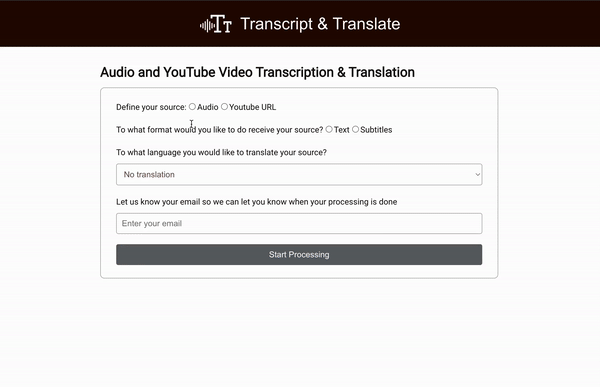 Transcript & Translate
Audio and YouTube Video Transcription & Translation
Define your source: Audio Youtube URL
To what format would you like to do receive your source? Text Subtitles
To what language you would like to translate your source?
No translation
Let us know your email so we can let you know when your processing is done
Enter your email
Start Processing